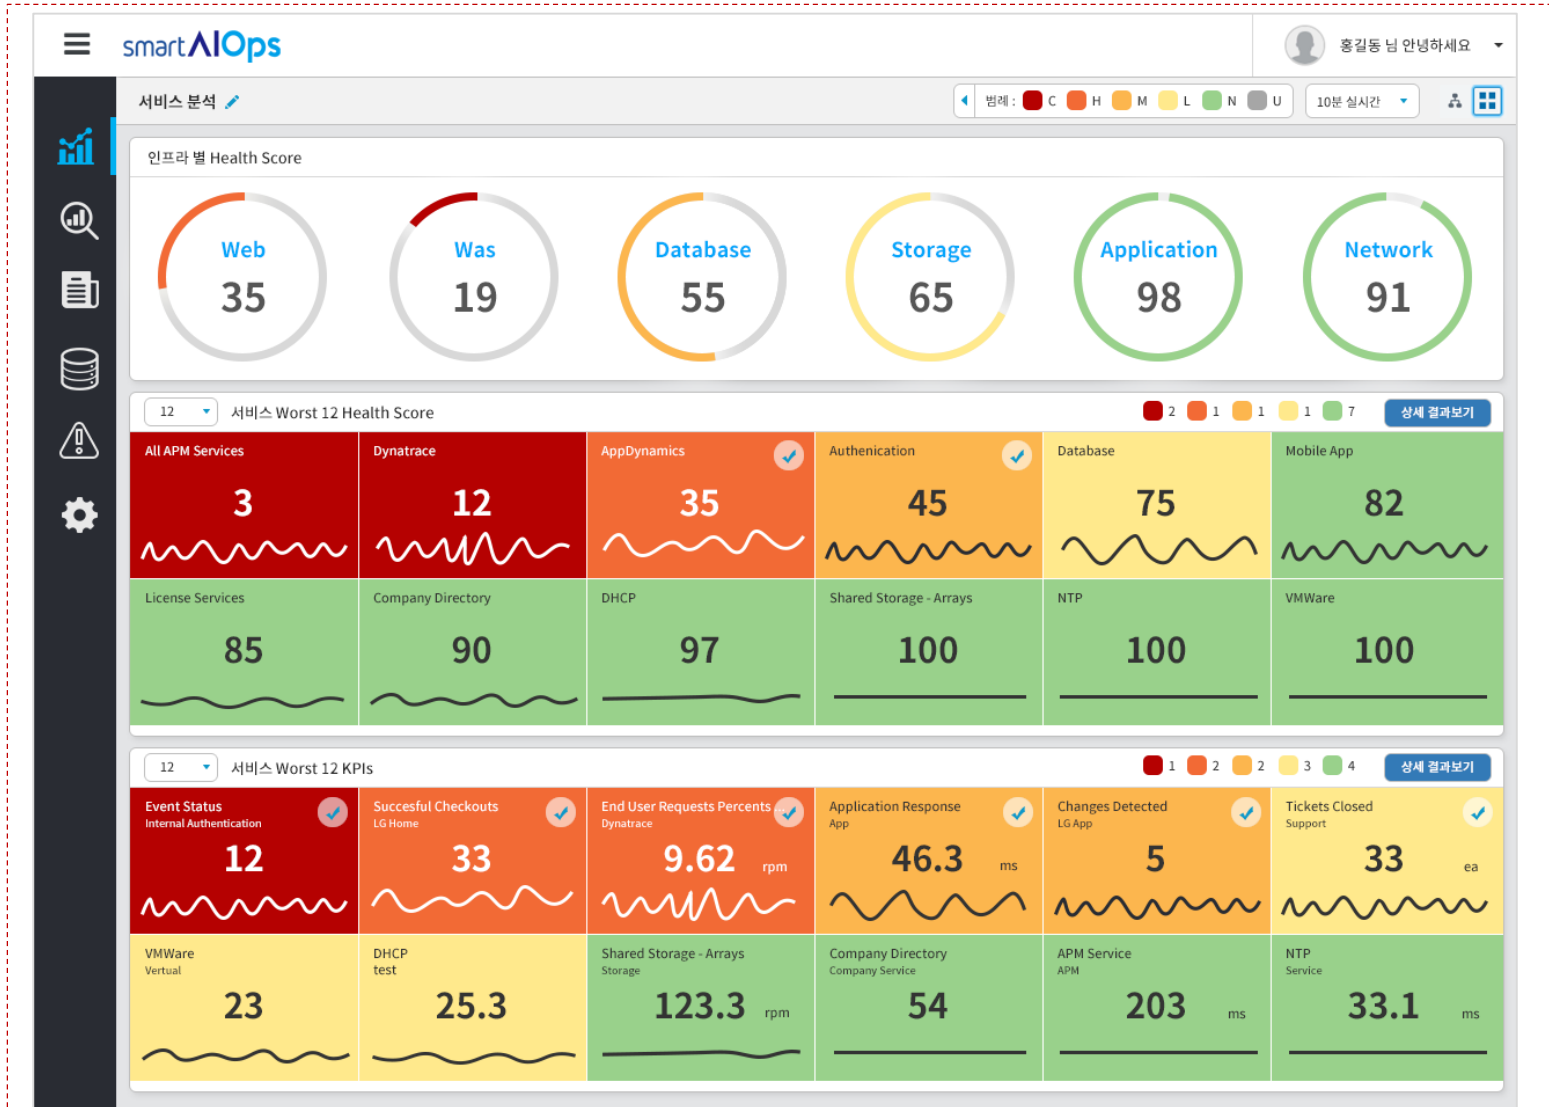 smartAIOps
홍길동 님 안녕하세요
서비스 분석
범례 : C H M L N U
10분 실시간
인프라 별 Health Score
Web Was Database Storage Application Network
35 19 55 65 98 91
12 서비스 Worst 12 Health Score 2 1 1 1 7 상세 결과보기
All APM Services Dynatrace AppDynamics Authenication Database Mobile App
3 12 35 45 75 82
License Services Company Directory DHCP Shared Storage - Arrays NTP VMWare
85 90 97 100 100 100
12 서비스 Worst 12 KPIs 1 2 2 3 4 상세 결과보기
Event Status Succesful Checkouts End User Requests Percents ... Application Response Changes Detected Tickets Closed
Internal Authentication LG Home Dynatrace App LG App Support
12 33 9.62 rpm 46.3 ms 5 33 ea
VMWare DHCP Shared Storage - Arrays Company Directory APM Service NTP
Vertual test Storage Company Service APM Service
23 25.3 123.3 rpm 54 203 ms 33.1 ms